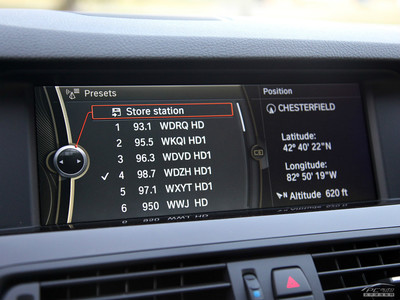 Presets
Store station
1 93.1 WDRQ HD
2 95.5 WKQI HD1
3 96.3 WDVD HD1
✓ 4 98.7 WDZH HD1
5 97.1 WXYT HD1
6 950 WWJ HD
Position
CHESTERFIELD
Latitude:
42° 40' 22" N
Longitude:
82° 50' 19" W
Altitude 620 ft
CE